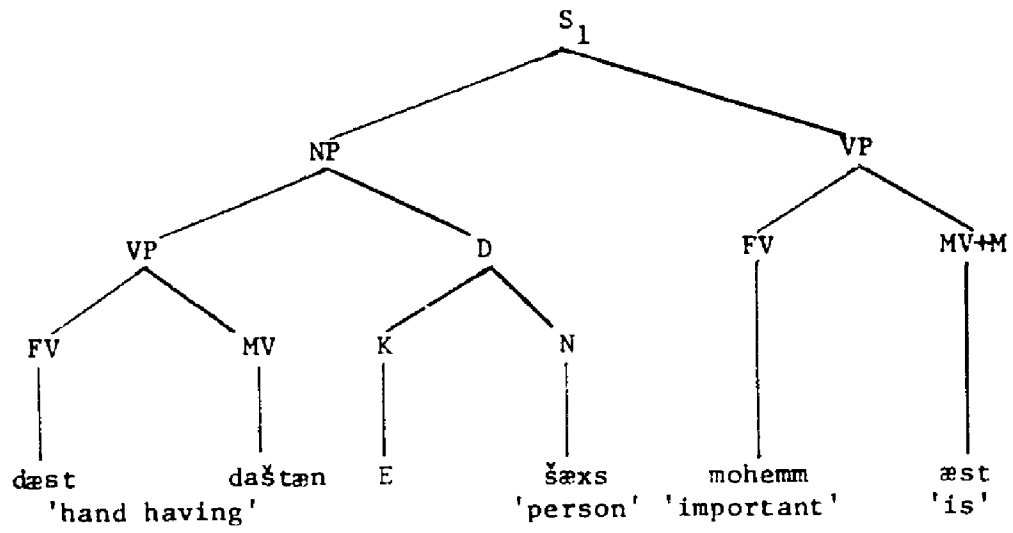 S1
NP VP
VP D FV MV+M
FV MV K N
dæst daštæn E šæxs mohemm æst
'hand having' 'person' 'important' 'is'